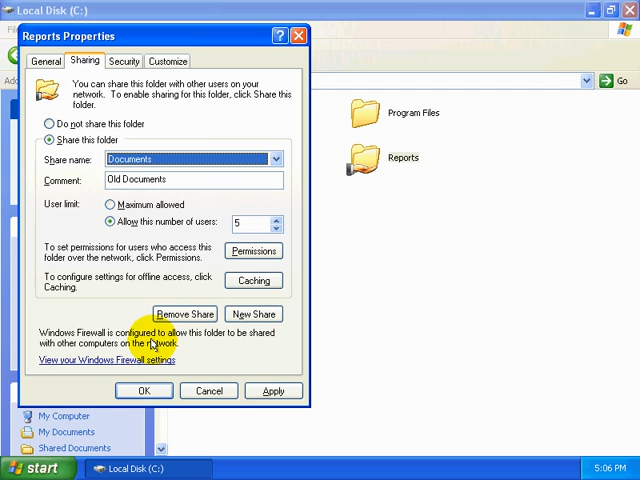 Local Disk (C:)
Reports Properties
General Sharing Security Customize
You can share this folder with other users on your
network. To enable sharing for this folder, click Share this
folder.
Do not share this folder
Share this folder
Share name: Documents
Comment: Old Documents
User limit: Maximum allowed
Allow this number of users: 5
To set permissions for users who access this
folder over the network, click Permissions.
Permissions
To configure settings for offline access, click
Caching.
Caching
Remove Share New Share
Windows Firewall is configured to allow this folder to be shared
with other computers on the network.
View your Windows Firewall settings
OK Cancel Apply
Go
Program Files
Reports
My Computer
My Documents
Shared Documents
start Local Disk (C:) 5:06 PM